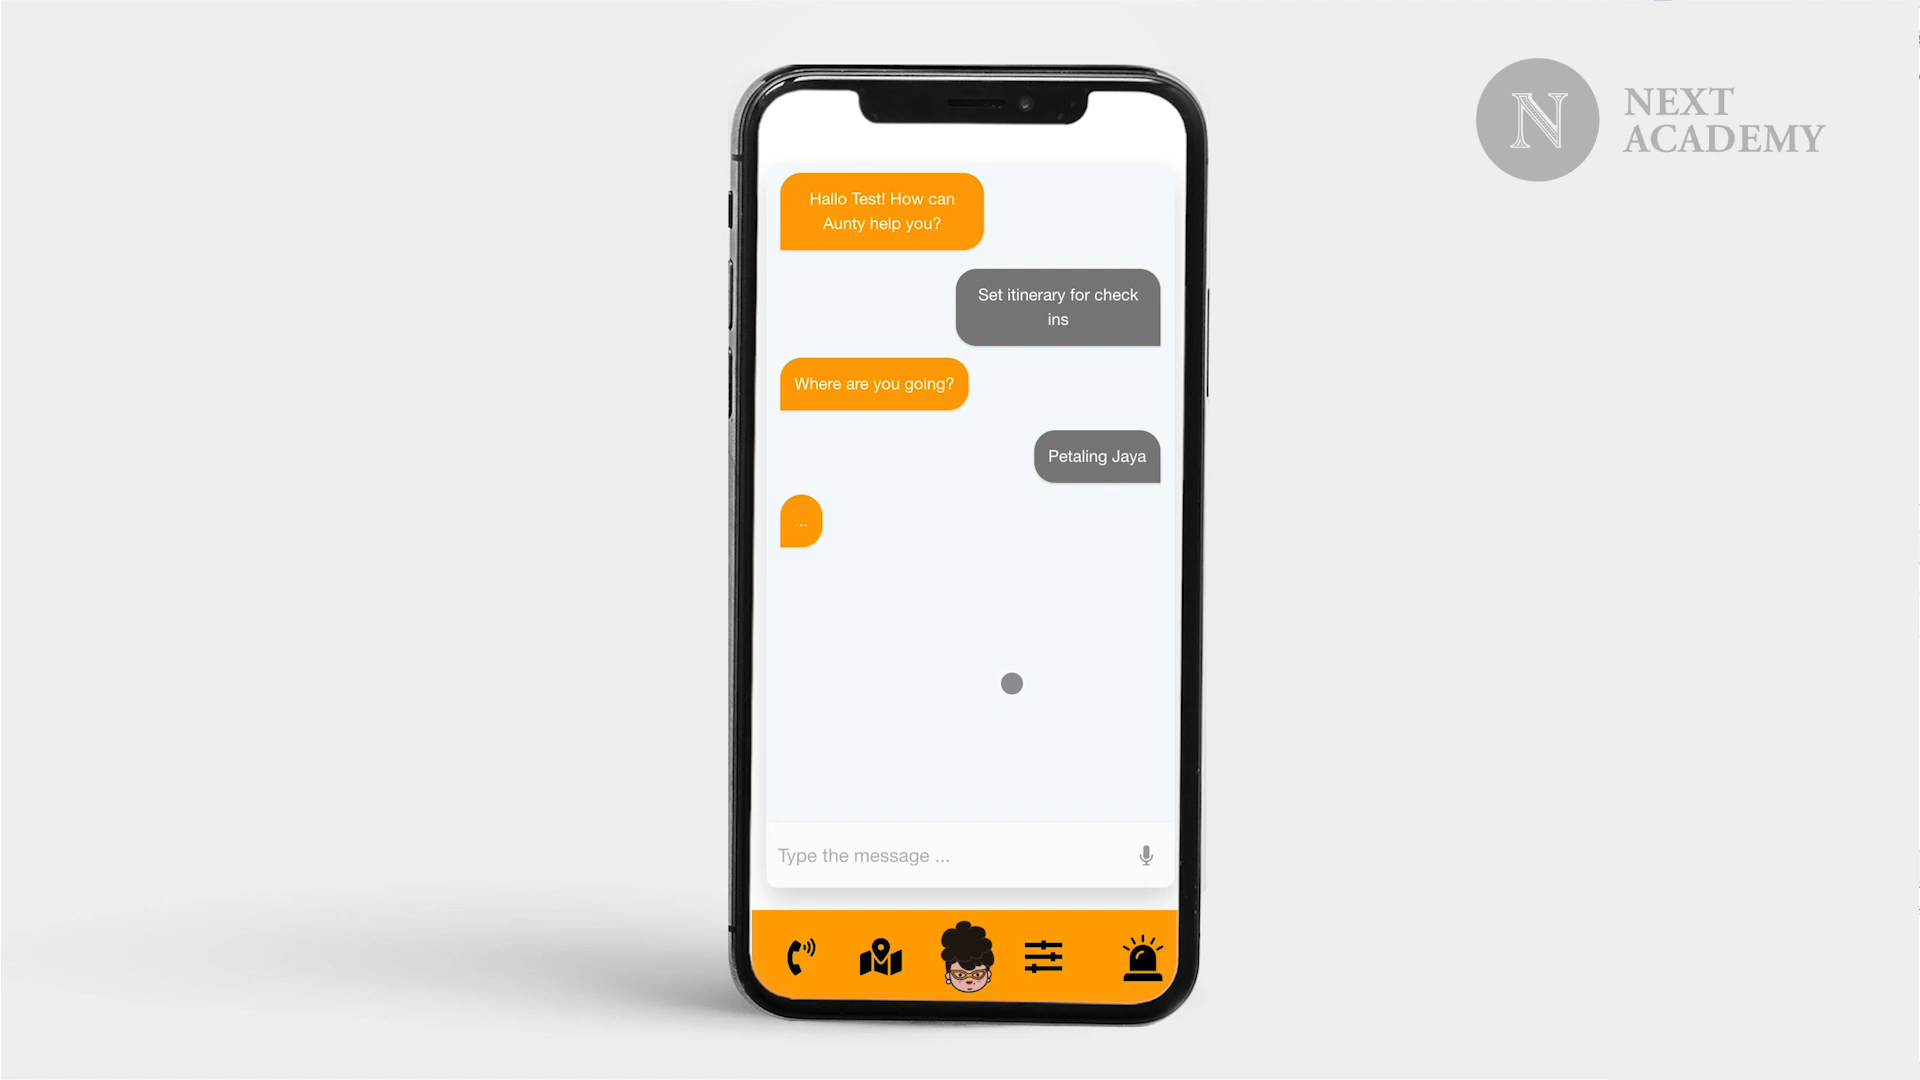 N
NEXT
ACADEMY
Hallo Test! How can
Aunty help you?
Set itinerary for check
ins
Where are you going?
Petaling Jaya
...
Type the message ...